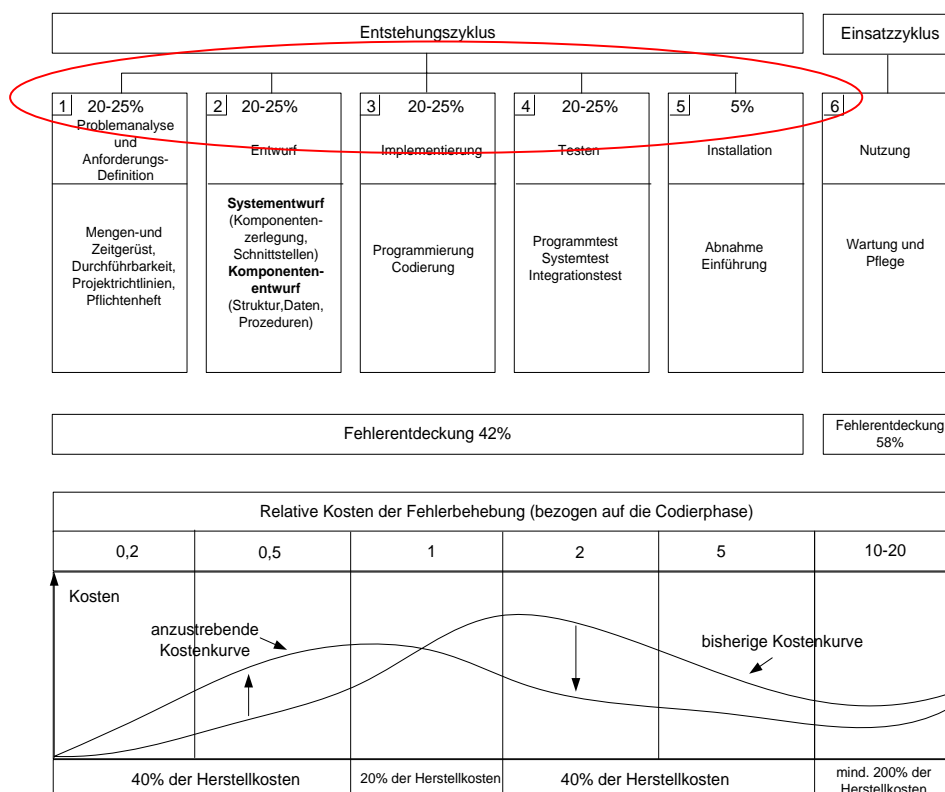 Entstehungszyklus
Einsatzzyklus
1 20-25%
Problemanalyse
und
Anforderungs-
Definition
2 20-25%
Entwurf
3 20-25%
Implementierung
4 20-25%
Testen
5 5%
Installation
6
Nutzung
Mengen-und
Zeitgerüst,
Durchführbarkeit,
Projektrichtlinien,
Pflichtenheft
Systementwurf
(Komponenten-
zerlegung,
Schnittstellen)
Komponenten-
entwurf
(Struktur,Daten,
Prozeduren)
Programmierung
Codierung
Programmtest
Systemtest
Integrationstest
Abnahme
Einführung
Wartung und
Pflege
Fehlerentdeckung 42%
Fehlerentdeckung
58%
Relative Kosten der Fehlerbehebung (bezogen auf die Codierphase)
0,2 0,5 1 2 5 10-20
Kosten
anzustrebende
Kostenkurve
bisherige Kostenkurve
40% der Herstellkosten
20% der Herstellkosten
40% der Herstellkosten
mind. 200% der
Herstellkosten